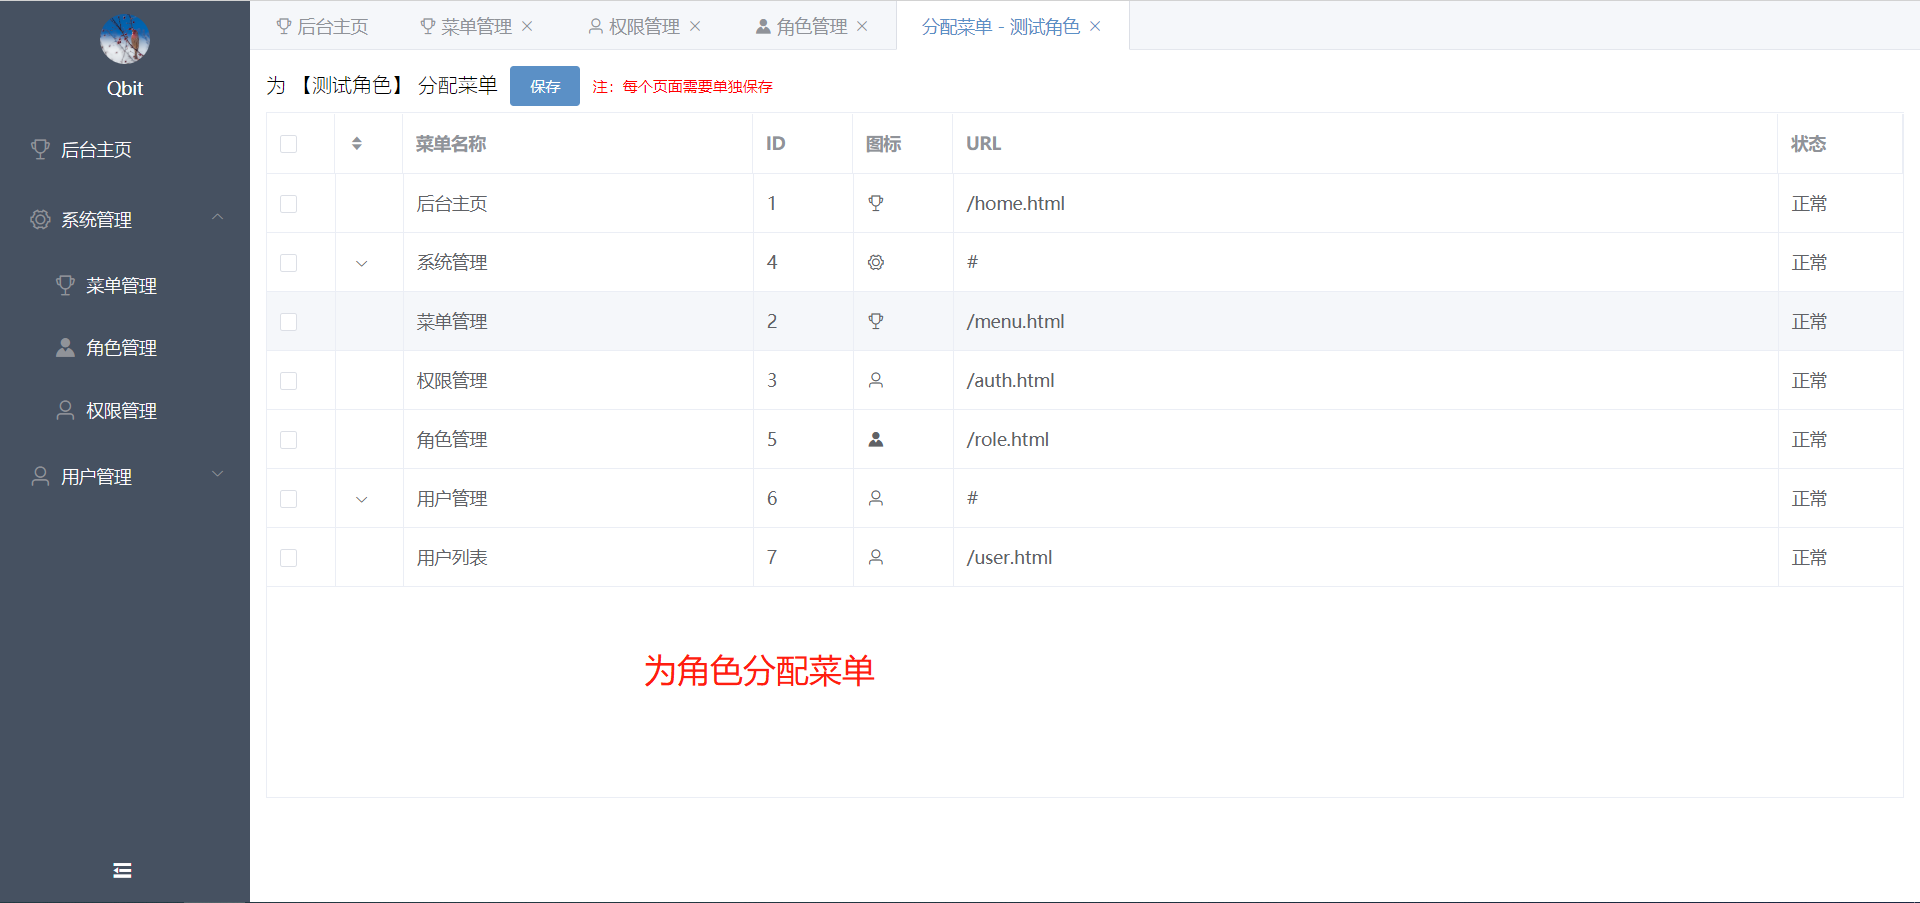 Qbit
后台主页
系统管理
菜单管理
角色管理
权限管理
用户管理
后台主页 菜单管理 权限管理 角色管理 分配菜单 - 测试角色
为 【测试角色】 分配菜单 保存 注：每个页面需要单独保存
菜单名称 ID 图标 URL 状态
后台主页 1 /home.html 正常
系统管理 4 # 正常
菜单管理 2 /menu.html 正常
权限管理 3 /auth.html 正常
角色管理 5 /role.html 正常
用户管理 6 # 正常
用户列表 7 /user.html 正常
为角色分配菜单